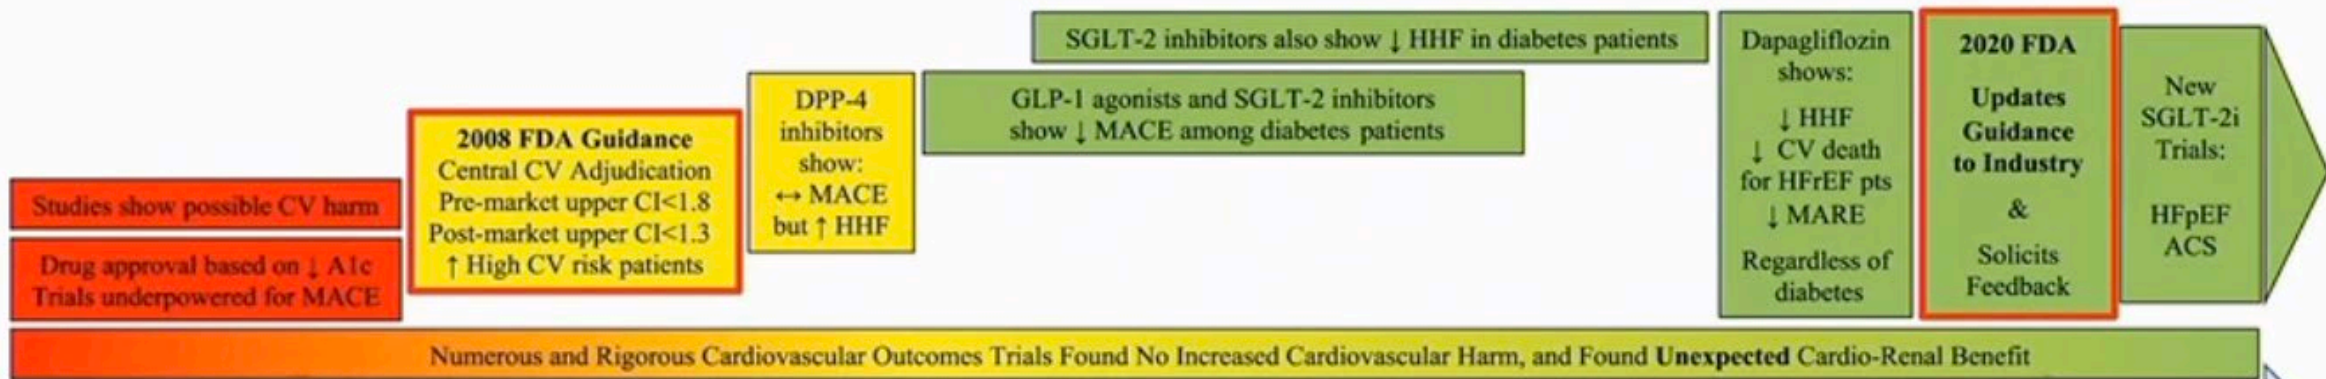 Studies show possible CV harm
Drug approval based on ↓ A1c
Trials underpowered for MACE
2008 FDA Guidance
Central CV Adjudication
Pre-market upper CI<1.8
Post-market upper CI<1.3
↑ High CV risk patients
DPP-4
inhibitors
show:
↔ MACE
but ↑ HHF
SGLT-2 inhibitors also show ↓ HHF in diabetes patients
GLP-1 agonists and SGLT-2 inhibitors
show ↓ MACE among diabetes patients
Dapagliflozin
shows:
↓ HHF
↓ CV death
for HFrEF pts
↓ MARE
Regardless of
diabetes
2020 FDA
Updates
Guidance
to Industry
&
Solicits
Feedback
New
SGLT-2i
Trials:
HFpEF
ACS
Numerous and Rigorous Cardiovascular Outcomes Trials Found No Increased Cardiovascular Harm, and Found Unexpected Cardio-Renal Benefit